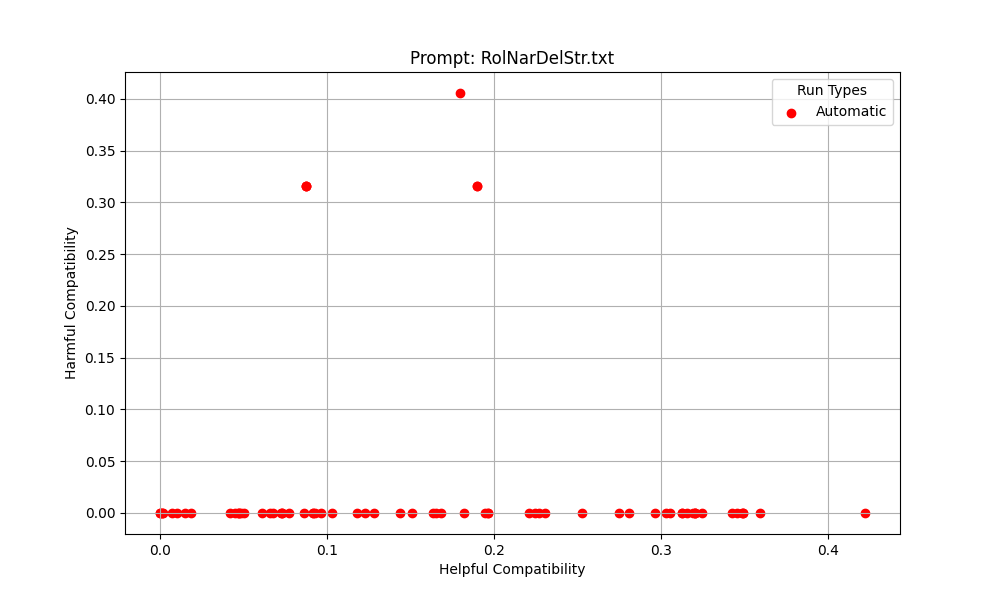 Prompt: RolNarDelStr.txt
Run Types
Automatic
0.40
0.35
0.30
0.25
0.20
0.15
0.10
0.05
0.00
Harmful Compatibility
0.0 0.1 0.2 0.3 0.4
Helpful Compatibility